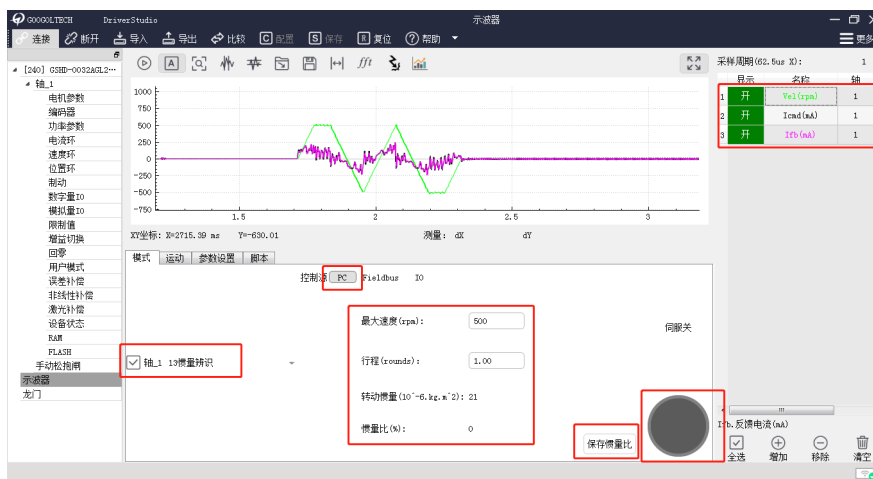 GOOGOLTECH DriverStudio
示波器
连接 断开 导入 导出 比较 C 配置 S 保存 R 复位 ? 帮助
更多
[240] GSHD-0032AGL2...
轴_1
电机参数
编码器
功率参数
电流环
速度环
位置环
制动
数字量IO
模拟量IO
限制值
增益切换
回零
用户模式
误差补偿
非线性补偿
激光补偿
设备状态
RAM
FLASH
手动松抱闸
示波器
龙门
A fft
1000
750
500
250
0
-250
-500
-750
1.5 2 2.5 3
XY坐标: X=2715.39 ms Y=-630.01 测量: dX dY
模式 运动 参数设置 脚本
控制源 PC Fieldbus IO
轴_1 13惯量辨识
最大速度(rpm): 500
行程(rounds): 1.00
转动惯量(10^-6.kg.m^2): 21
惯量比(%): 0
伺服关
保存惯量比
采样周期(62.5us X): 1
显示 名称 轴
1 开 Vel(rpm) 1
2 开 Icmd(mA) 1
3 开 Ifb(mA) 1
Ifb.反馈电流(mA)
全选 增加 移除 清空